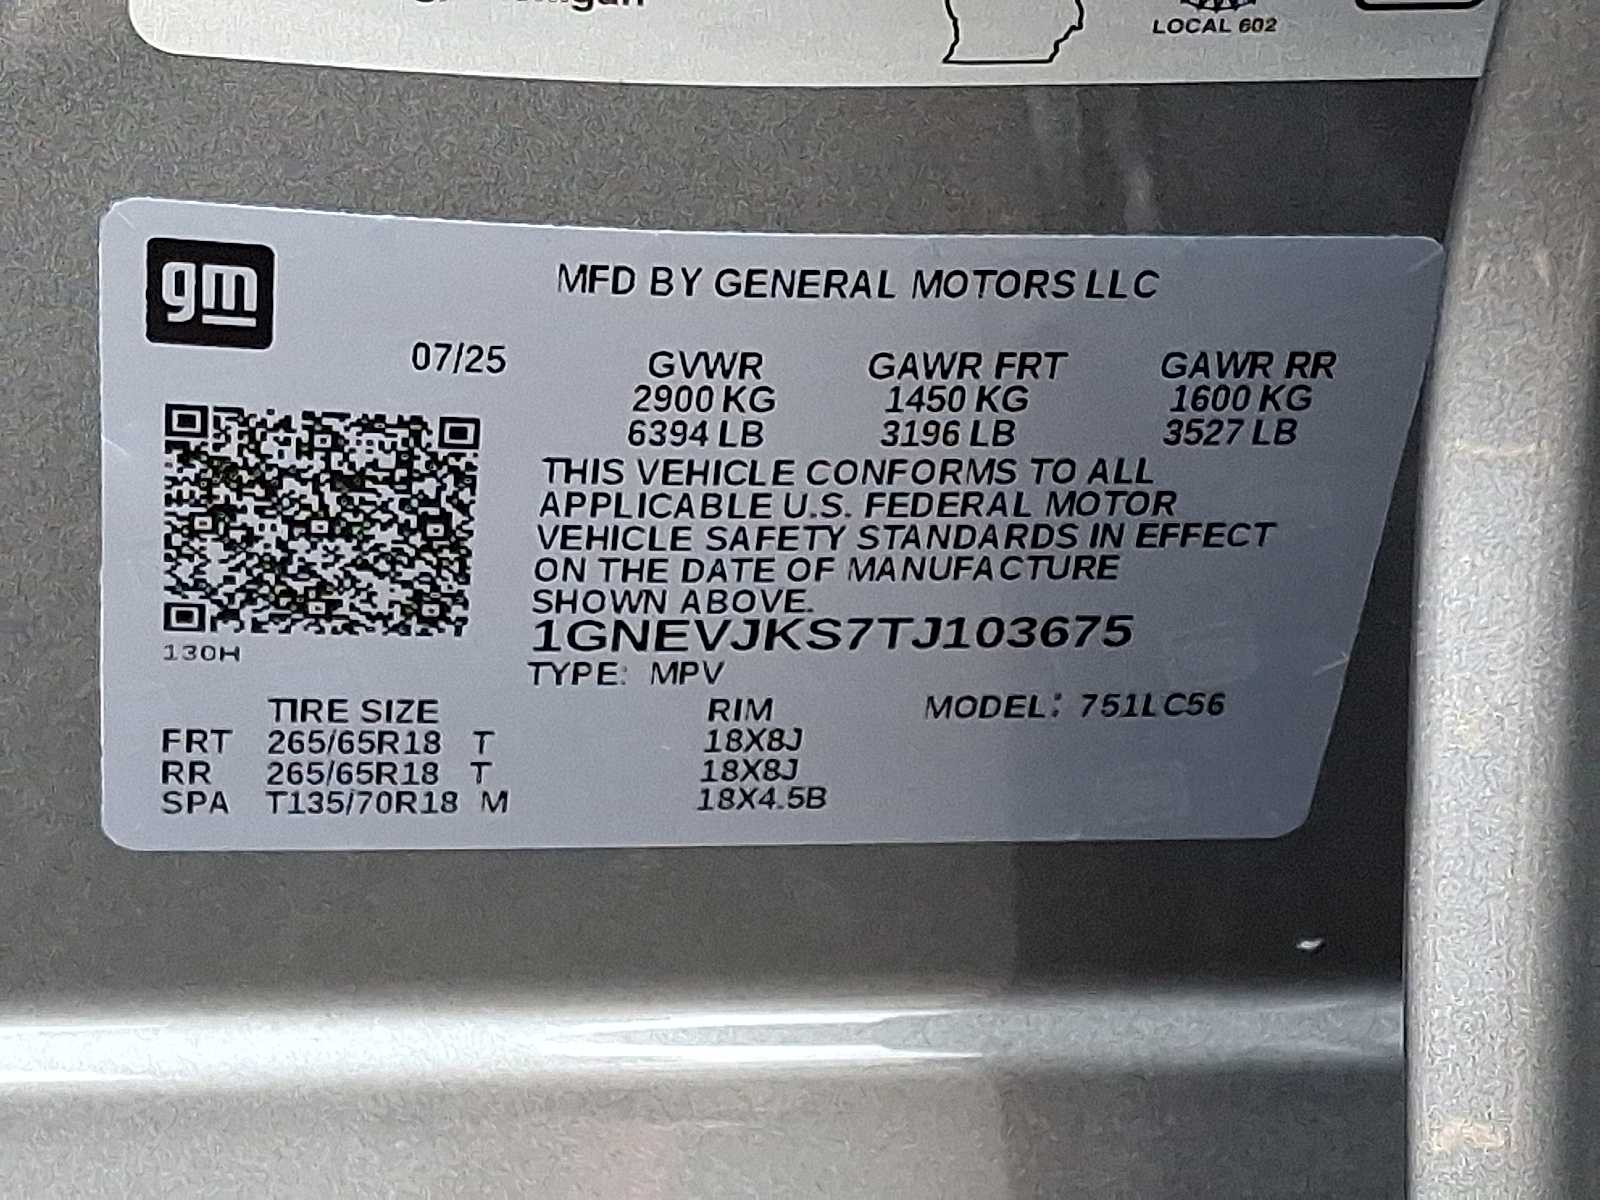 LOCAL 602
gm
MFD BY GENERAL MOTORS LLC
07/25
GVWR GAWR FRT GAWR RR
2900 KG 1450 KG 1600 KG
6394 LB 3196 LB 3527 LB
THIS VEHICLE CONFORMS TO ALL
APPLICABLE U.S. FEDERAL MOTOR
VEHICLE SAFETY STANDARDS IN EFFECT
ON THE DATE OF MANUFACTURE
SHOWN ABOVE.
1GNEVJKS7TJ103675
130H
TYPE: MPV
TIRE SIZE RIM MODEL: 751LC56
FRT 265/65R18 T 18X8J
RR 265/65R18 T 18X8J
SPA T135/70R18 M 18X4.5B